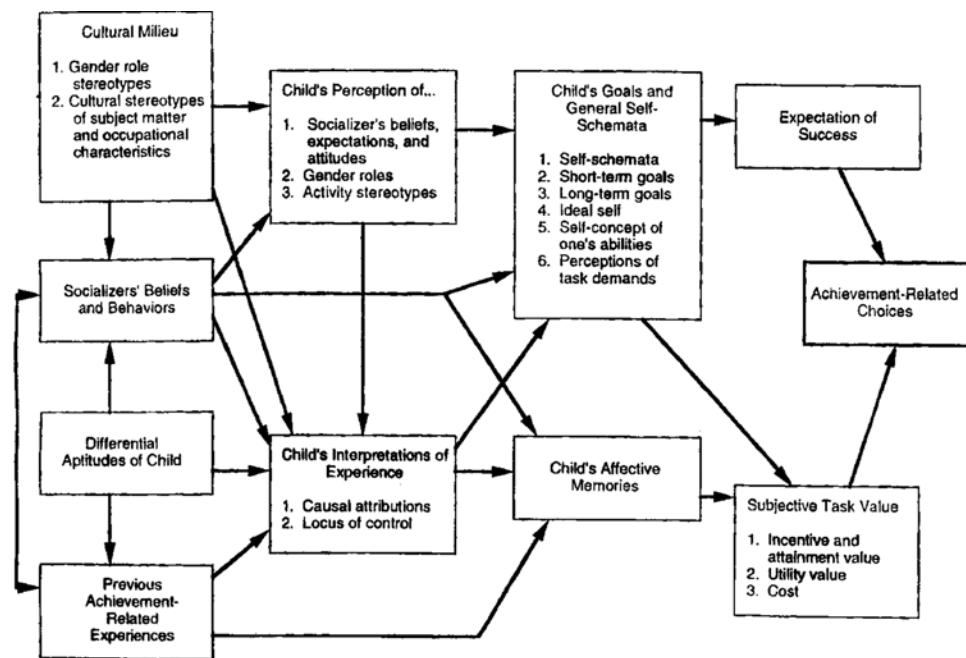 Cultural Milieu
1. Gender role
stereotypes
2. Cultural stereotypes
of subject matter
and occupational
characteristics
Child's Perception of...
1. Socializer's beliefs,
expectations, and
attitudes
2. Gender roles
3. Activity stereotypes
Child's Goals and
General Self-
Schemata
1. Self-schemata
2. Short-term goals
3. Long-term goals
4. Ideal self
5. Self-concept of
one's abilities
6. Perceptions of
task demands
Expectation of
Success
Socializers' Beliefs
and Behaviors
Achievement-Related
Choices
Differential
Aptitudes of Child
Child's Interpretations of
Experience
1. Causal attributions
2. Locus of control
Child's Affective
Memories
Subjective Task Value
1. Incentive and
attainment value
2. Utility value
3. Cost
Previous
Achievement-
Related
Experiences